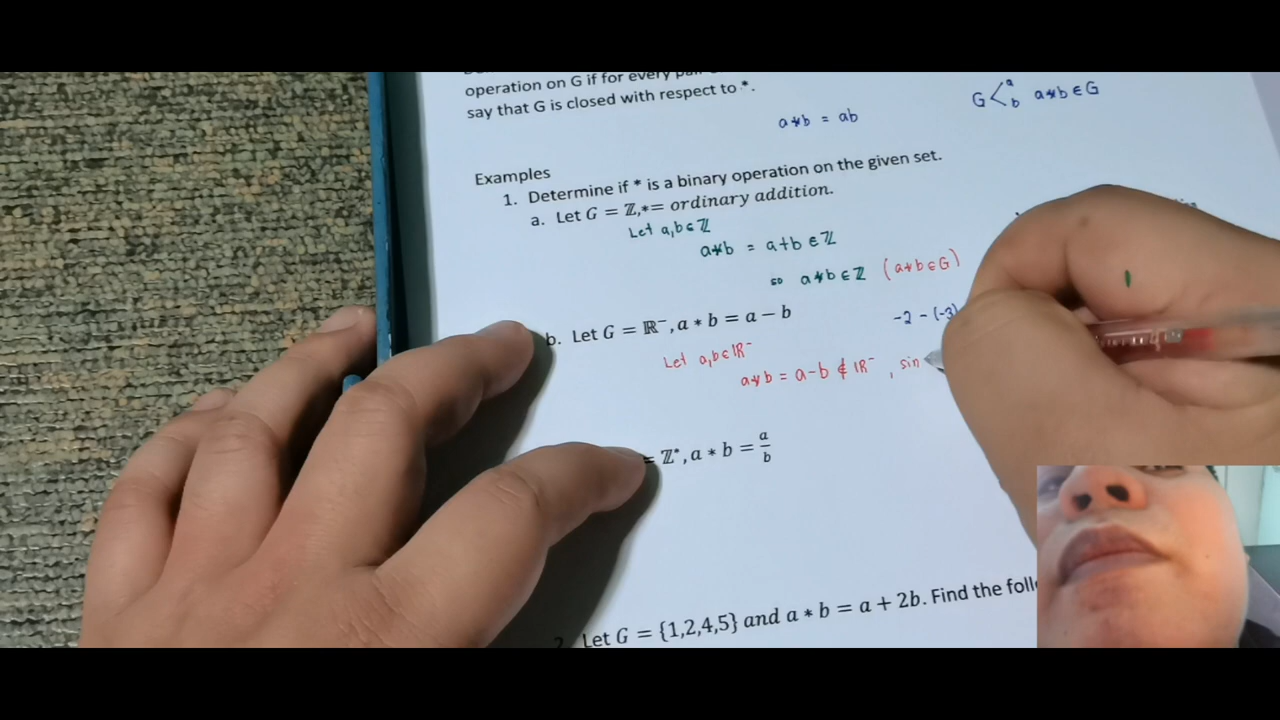 operation on G if for every
say that G is closed with respect to *.
G < a b a*b ∈ G
a*b = ab
Examples
1. Determine if * is a binary operation on the given set.
a. Let G = ℤ,*= ordinary addition.
Let a,b ∈ ℤ
a*b = a+b ∈ ℤ
so a*b ∈ ℤ (a*b ∈ G)
b. Let G = ℝ⁻, a * b = a − b
-2 - (-3)
Let a,b ∈ ℝ⁻
a*b = a-b ∉ ℝ⁻ , sin
= ℤ*, a * b = a/b
2. Let G = {1,2,4,5} and a * b = a + 2b. Find the